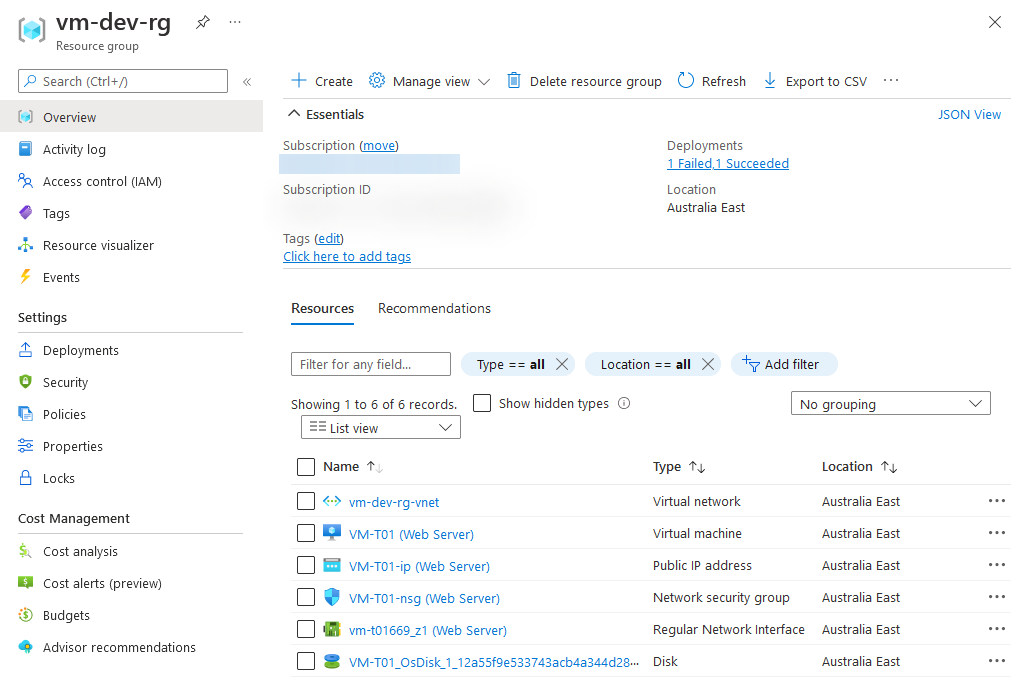 vm-dev-rg
...
Resource group
Search (Ctrl+/)
«
Overview
Activity log
Access control (IAM)
Tags
Resource visualizer
Events
Settings
Deployments
Security
Policies
Properties
Locks
Cost Management
Cost analysis
Cost alerts (preview)
Budgets
Advisor recommendations
Create Manage view Delete resource group Refresh Export to CSV ...
Essentials JSON View
Subscription (move)
Subscription ID
Tags (edit)
Click here to add tags
Deployments
1 Failed,1 Succeeded
Location
Australia East
Resources Recommendations
Filter for any field... Type == all Location == all Add filter
Showing 1 to 6 of 6 records. Show hidden types No grouping
List view
Name ↑↓ Type ↑↓ Location ↑↓
vm-dev-rg-vnet Virtual network Australia East ...
VM-T01 (Web Server) Virtual machine Australia East ...
VM-T01-ip (Web Server) Public IP address Australia East ...
VM-T01-nsg (Web Server) Network security group Australia East ...
vm-t01669_z1 (Web Server) Regular Network Interface Australia East ...
VM-T01_OsDisk_1_12a55f9e533743acb4a344d28... Disk Australia East ...